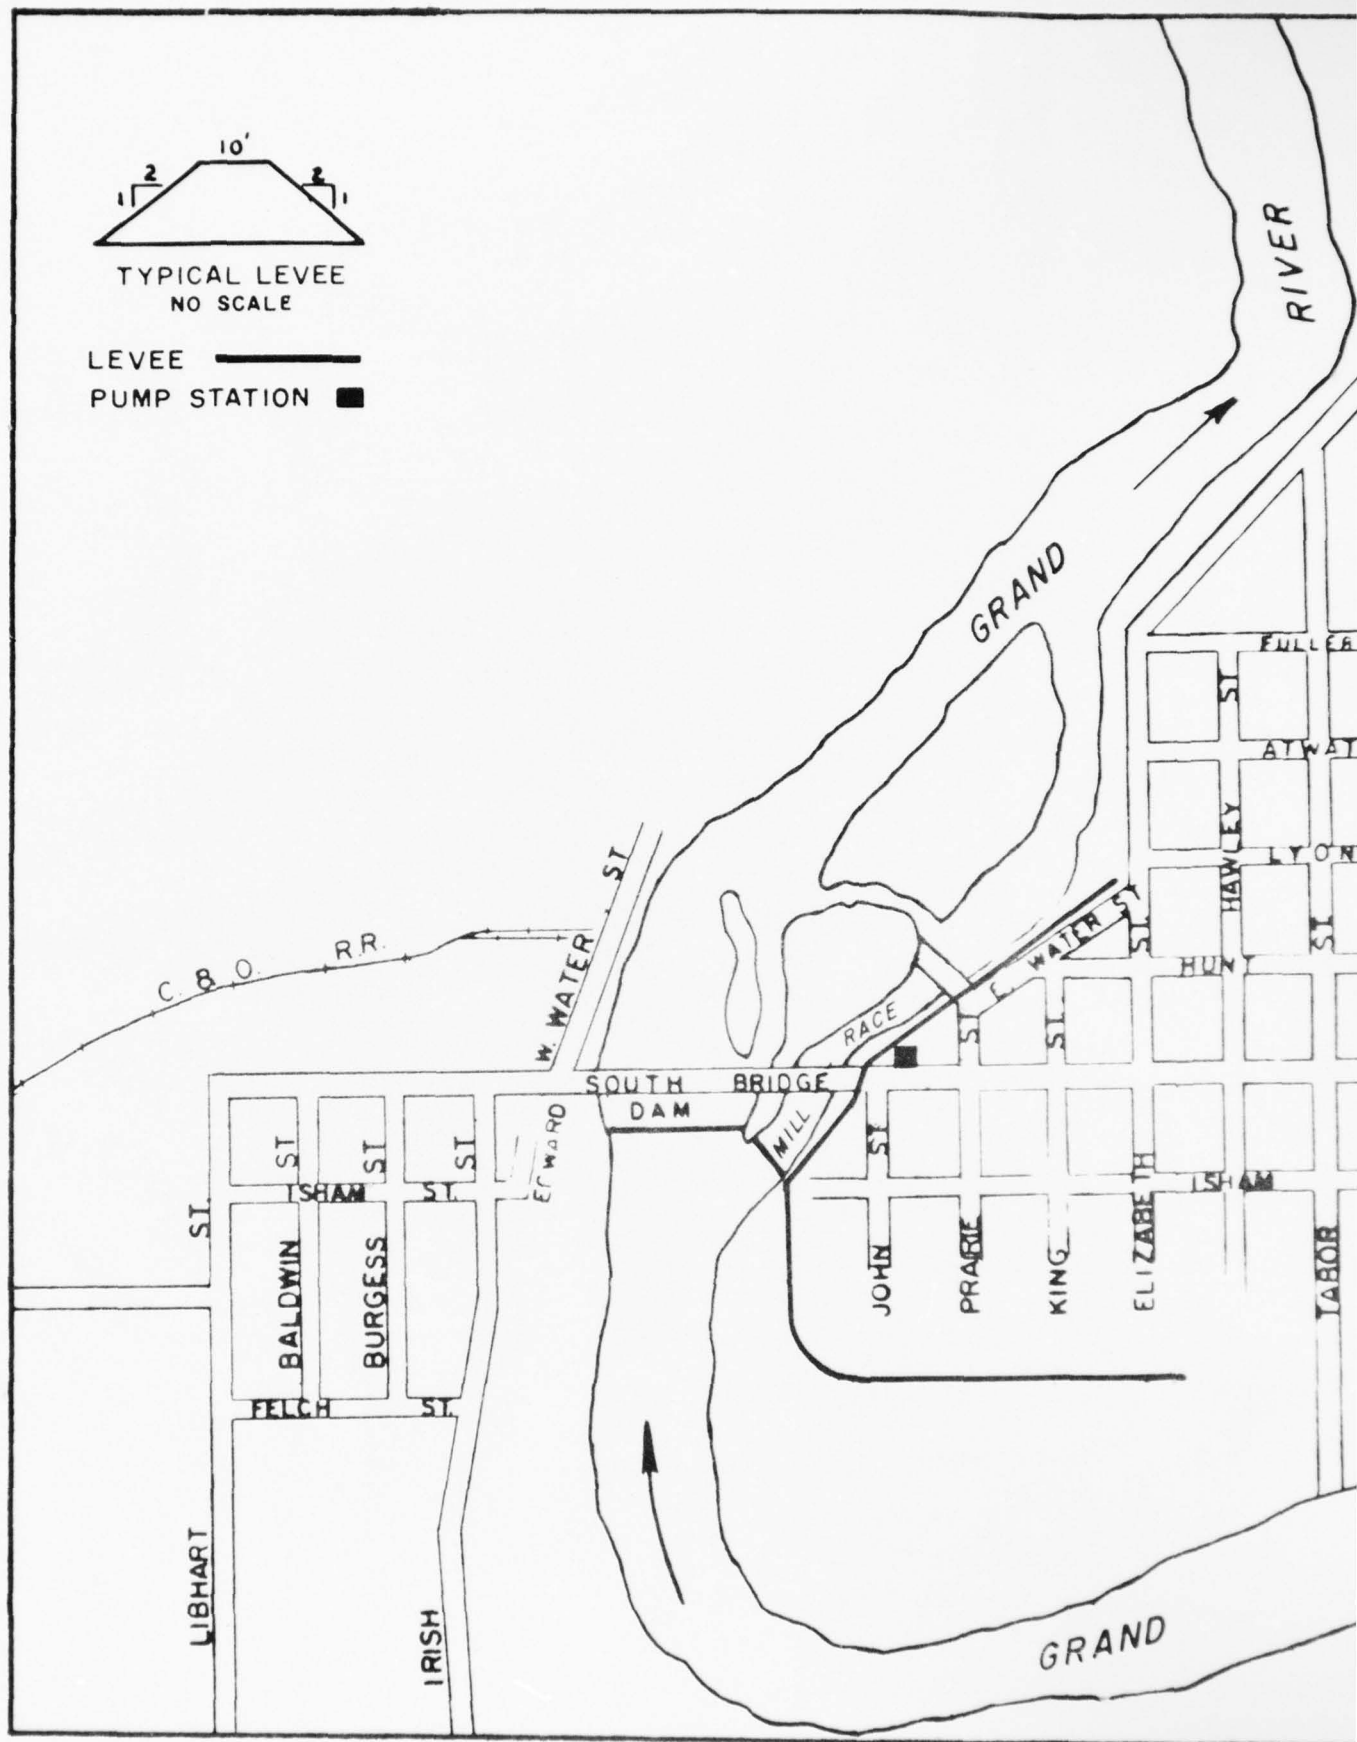 10'
2 2
1 1
TYPICAL LEVEE
NO SCALE
LEVEE
PUMP STATION
RIVER
GRAND
FULLER
ST.
ATWAT
HAWLEY
LYON
W. WATER ST
C. & O. R.R.
E. WATER ST
ST.
ST.
HUNT
RACE
ST.
ST.
SOUTH BRIDGE
DAM
MILL
EDWARD
ST
ST
ST
ISHAM ST.
ST.
ISHAM
ST.
BALDWIN
BURGESS
JOHN
PRAIRIE
KING
ELIZABETH
TABOR
FELCH ST.
LIBHART
IRISH
GRAND